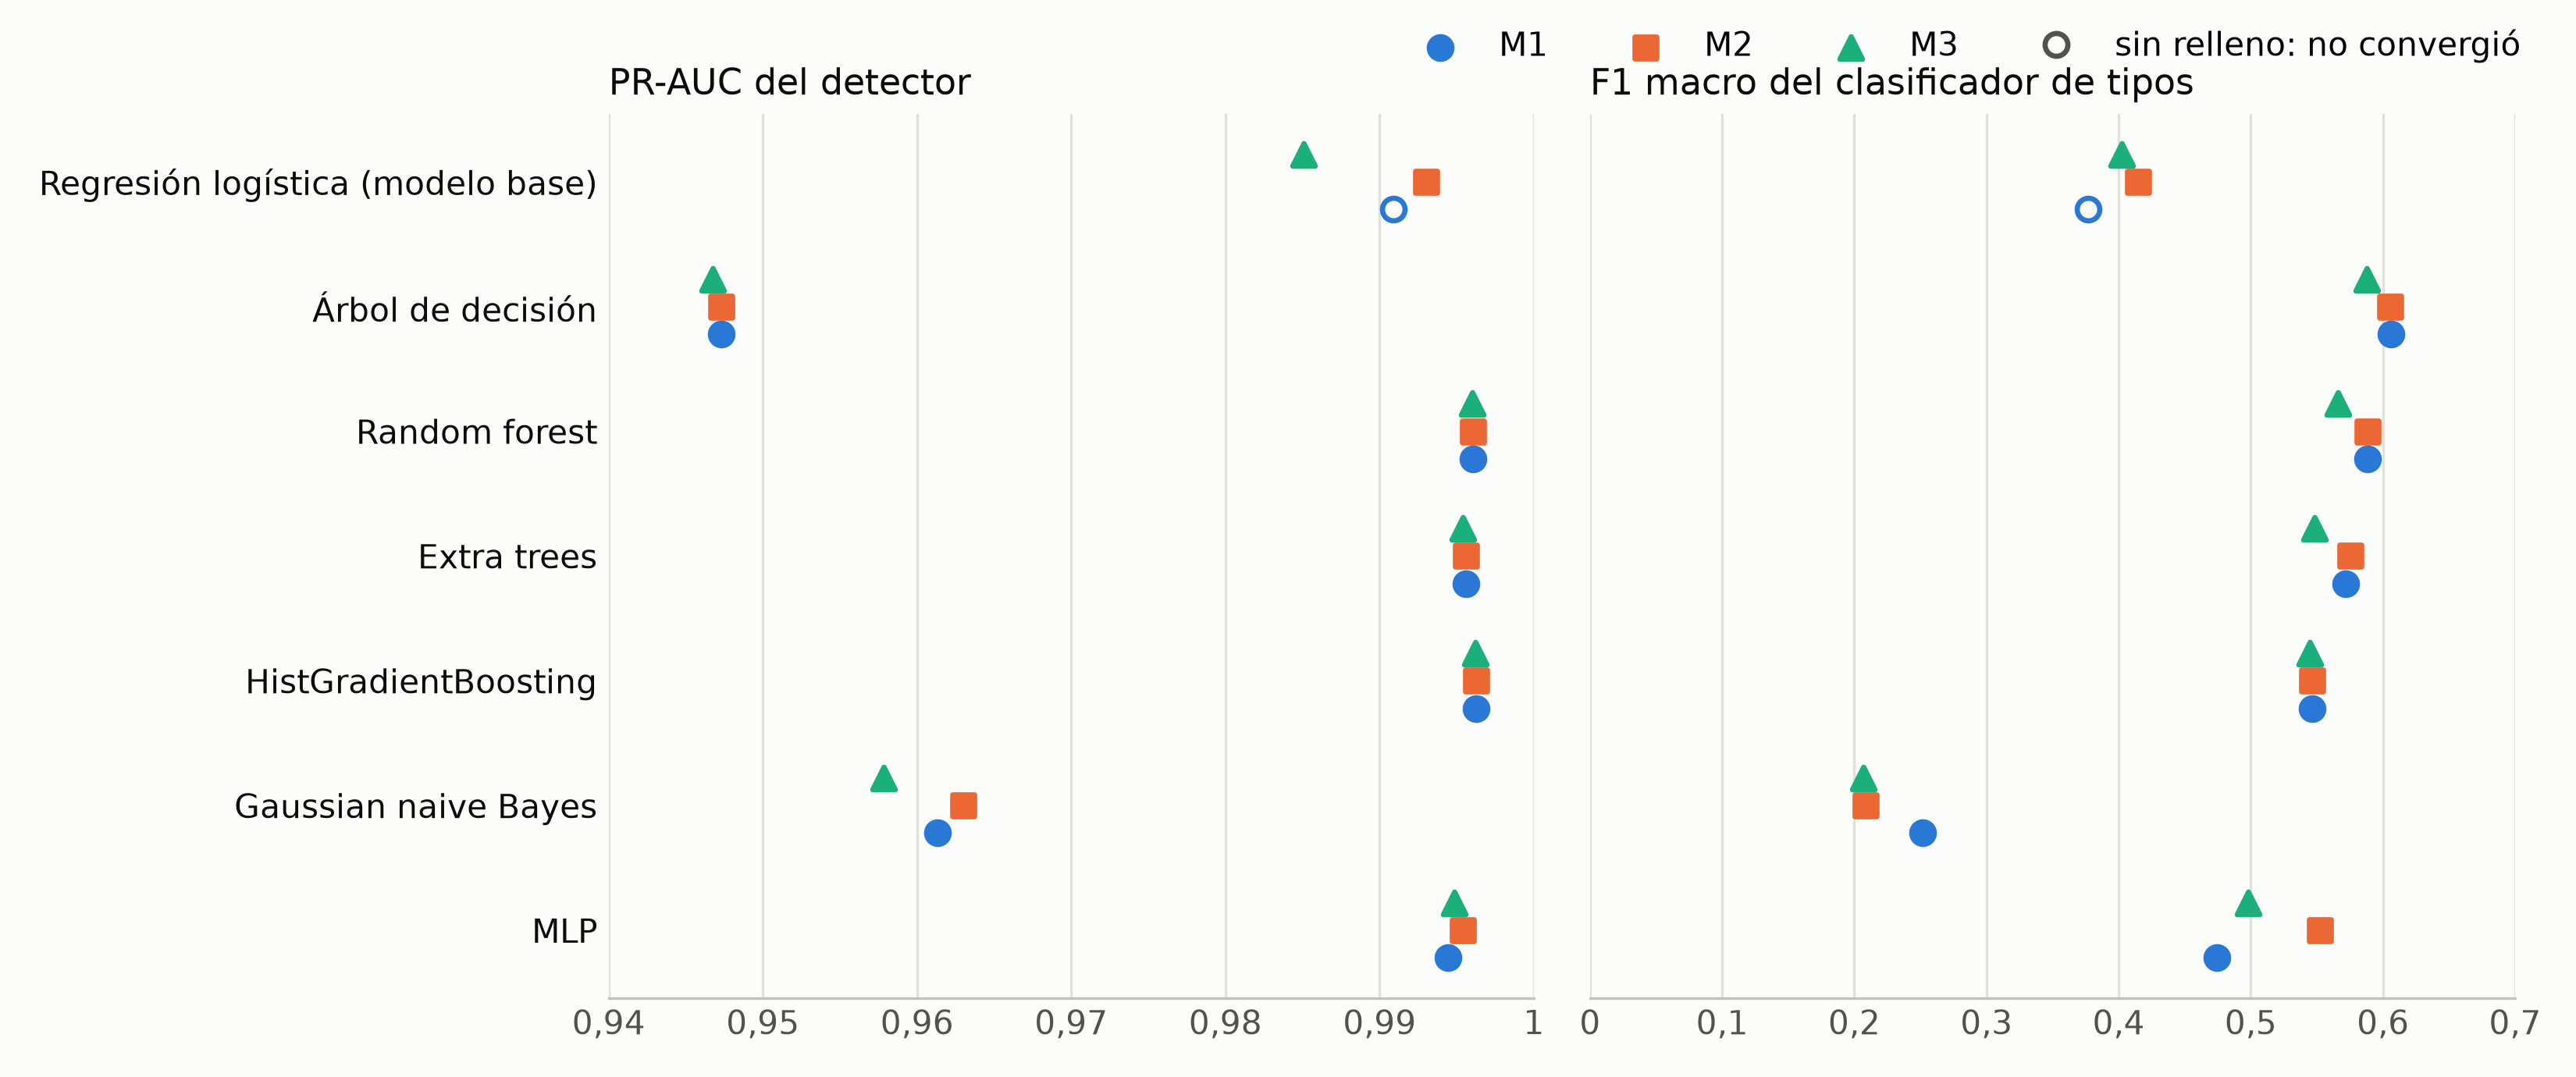 M1 M2 M3 sin relleno: no convergió
PR-AUC del detector
F1 macro del clasificador de tipos
Regresión logística (modelo base)
Árbol de decisión
Random forest
Extra trees
HistGradientBoosting
Gaussian naive Bayes
MLP
0,94 0,95 0,96 0,97 0,98 0,99 1
0 0,1 0,2 0,3 0,4 0,5 0,6 0,7